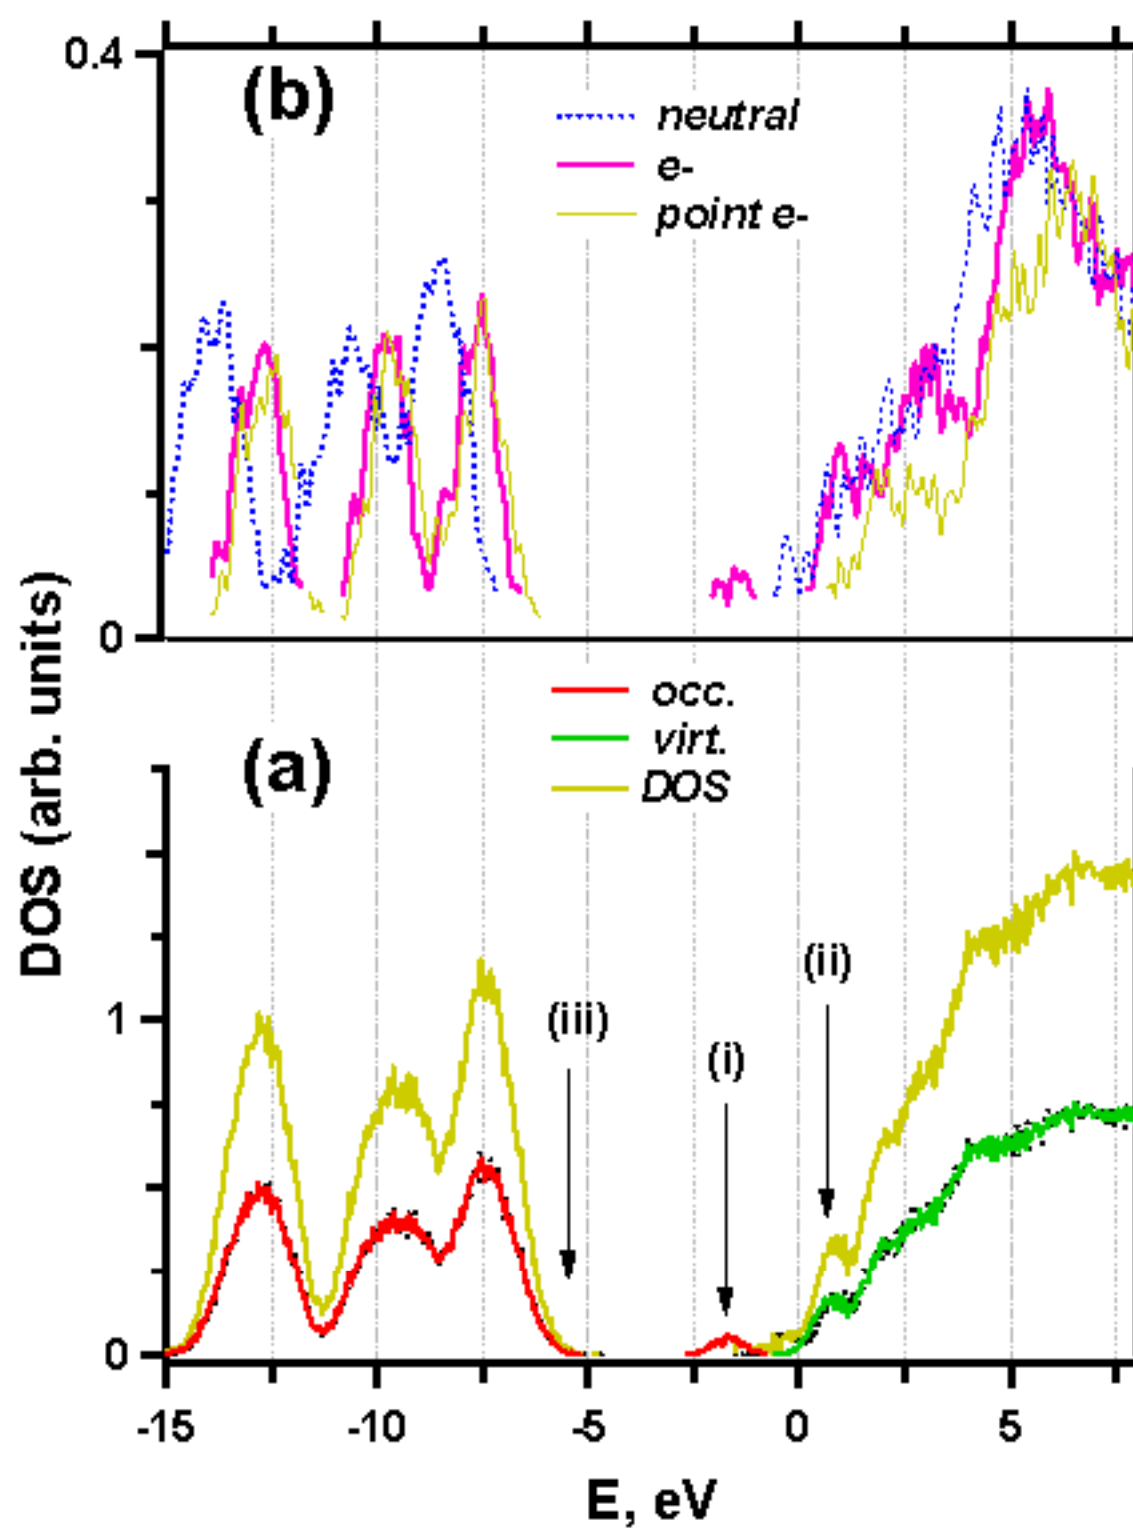 0.4
(b)
neutral
e-
point e-
0
DOS (arb. units)
occ.
virt.
DOS
(a)
(ii)
(iii)
(i)
1
0
-15
-10
-5
0
5
E, eV